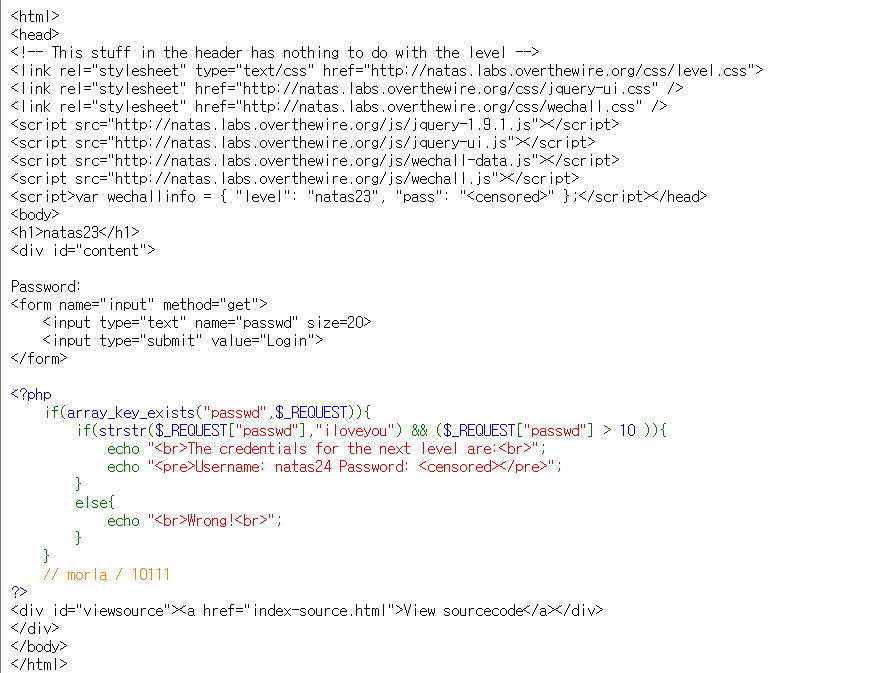 <html>
<head>
<!-- This stuff in the header has nothing to do with the level -->
<link rel="stylesheet" type="text/css" href="http://natas.labs.overthewire.org/css/level.css">
<link rel="stylesheet" href="http://natas.labs.overthewire.org/css/jquery-ui.css" />
<link rel="stylesheet" href="http://natas.labs.overthewire.org/css/wechall.css" />
<script src="http://natas.labs.overthewire.org/js/jquery-1.9.1.js"></script>
<script src="http://natas.labs.overthewire.org/js/jquery-ui.js"></script>
<script src="http://natas.labs.overthewire.org/js/wechall-data.js"></script>
<script src="http://natas.labs.overthewire.org/js/wechall.js"></script>
<script>var wechallinfo = { "level": "natas23", "pass": "<censored>" };</script></head>
<body>
<h1>natas23</h1>
<div id="content">

Password:
<form name="input" method="get">
    <input type="text" name="passwd" size=20>
    <input type="submit" value="Login">
</form>

<?php
    if(array_key_exists("passwd",$_REQUEST)){
        if(strstr($_REQUEST["passwd"],"iloveyou") && ($_REQUEST["passwd"] > 10 )){
            echo "<br>The credentials for the next level are:<br>";
            echo "<pre>Username: natas24 Password: <censored></pre>";
        }
        else{
            echo "<br>Wrong!<br>";
        }
    }
    // morla / 10111
?>
<div id="viewsource"><a href="index-source.html">View sourcecode</a></div>
</div>
</body>
</html>